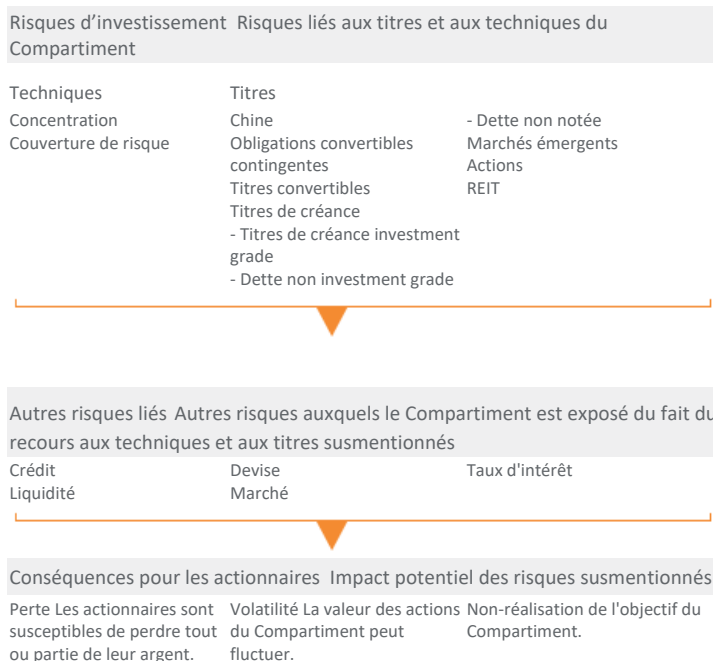 Risques d'investissement Risques liés aux titres et aux techniques du
Compartiment
Techniques
Concentration
Couverture de risque
Titres
Chine
Obligations convertibles
contingentes
Titres convertibles
Titres de créance
- Titres de créance investment
grade
- Dette non investment grade
- Dette non notée
Marchés émergents
Actions
REIT
Autres risques liés Autres risques auxquels le Compartiment est exposé du fait du
recours aux techniques et aux titres susmentionnés
Crédit
Liquidité
Devise
Marché
Taux d'intérêt
Conséquences pour les actionnaires Impact potentiel des risques susmentionnés
Perte Les actionnaires sont
susceptibles de perdre tout
ou partie de leur argent.
Volatilité La valeur des actions
du Compartiment peut
fluctuer.
Non-réalisation de l'objectif du
Compartiment.